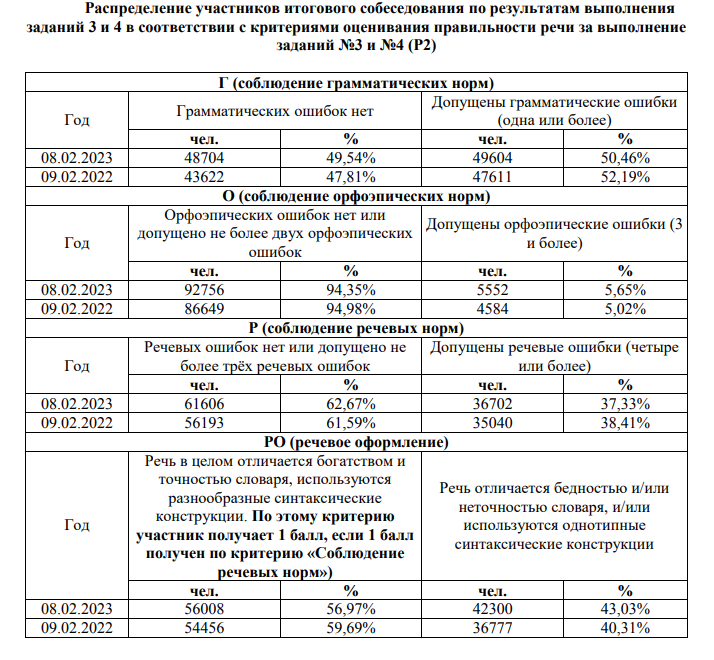 Распределение участников итогового собеседования по результатам выполнения
заданий 3 и 4 в соответствии с критериями оценивания правильности речи за выполнение
заданий №3 и №4 (Р2)
Г (соблюдение грамматических норм)
Год
Грамматических ошибок нет
Допущены грамматические ошибки
(одна или более)
чел. % чел. %
08.02.2023 48704 49,54% 49604 50,46%
09.02.2022 43622 47,81% 47611 52,19%
О (соблюдение орфоэпических норм)
Год
Орфоэпических ошибок нет или
допущено не более двух орфоэпических
ошибок
Допущены орфоэпические ошибки (3
и более)
чел. % чел. %
08.02.2023 92756 94,35% 5552 5,65%
09.02.2022 86649 94,98% 4584 5,02%
Р (соблюдение речевых норм)
Год
Речевых ошибок нет или допущено не
более трёх речевых ошибок
Допущены речевые ошибки (четыре
или более)
чел. % чел. %
08.02.2023 61606 62,67% 36702 37,33%
09.02.2022 56193 61,59% 35040 38,41%
РО (речевое оформление)
Год
Речь в целом отличается богатством и
точностью словаря, используются
разнообразные синтаксические
конструкции. По этому критерию
участник получает 1 балл, если 1 балл
получен по критерию «Соблюдение
речевых норм»)
Речь отличается бедностью и/или
неточностью словаря, и/или
используются однотипные
синтаксические конструкции
чел. % чел. %
08.02.2023 56008 56,97% 42300 43,03%
09.02.2022 54456 59,69% 36777 40,31%